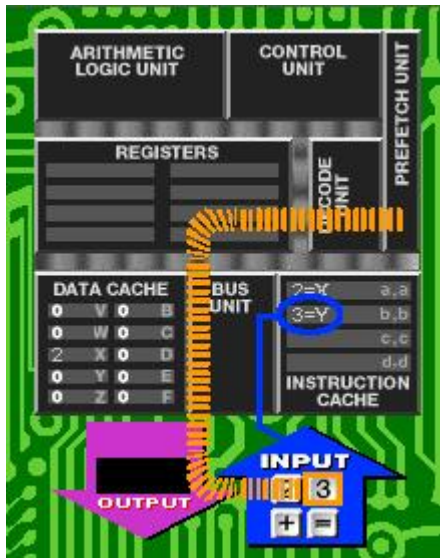 ARITHMETIC
LOGIC UNIT
CONTROL
UNIT
PREFETCH UNIT
REGISTERS
DECODE
UNIT
DATA CACHE
0 V 0 B
0 W 0 C
2 X 0 D
0 Y 0 E
0 Z 0 F
BUS
UNIT
2=X a,a
3=Y b,b
c,c
d,d
INSTRUCTION
CACHE
OUTPUT
INPUT
3
+ =